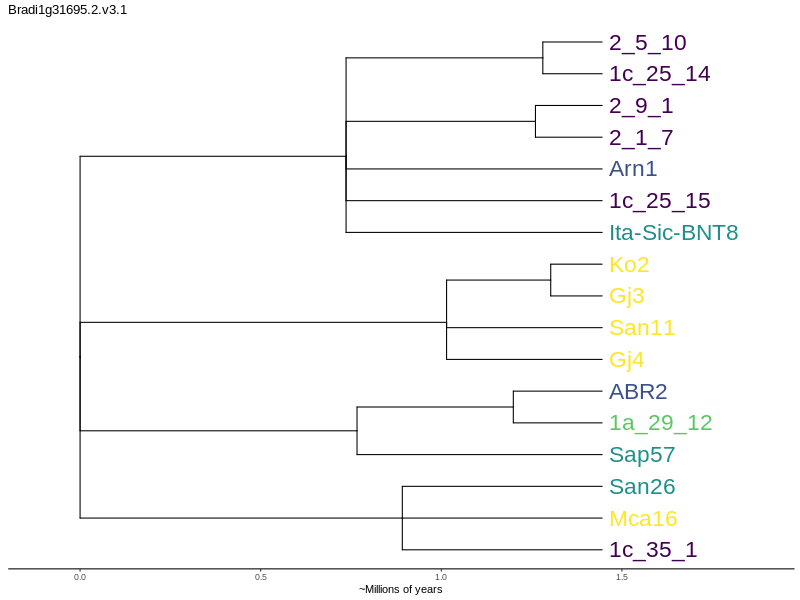 Bradi1g31695.2.v3.1
2_5_10
1c_25_14
2_9_1
2_1_7
Arn1
1c_25_15
Ita-Sic-BNT8
Ko2
Gj3
San11
Gj4
ABR2
1a_29_12
Sap57
San26
Mca16
1c_35_1
0.0 0.5 1.0 1.5
~Millions of years